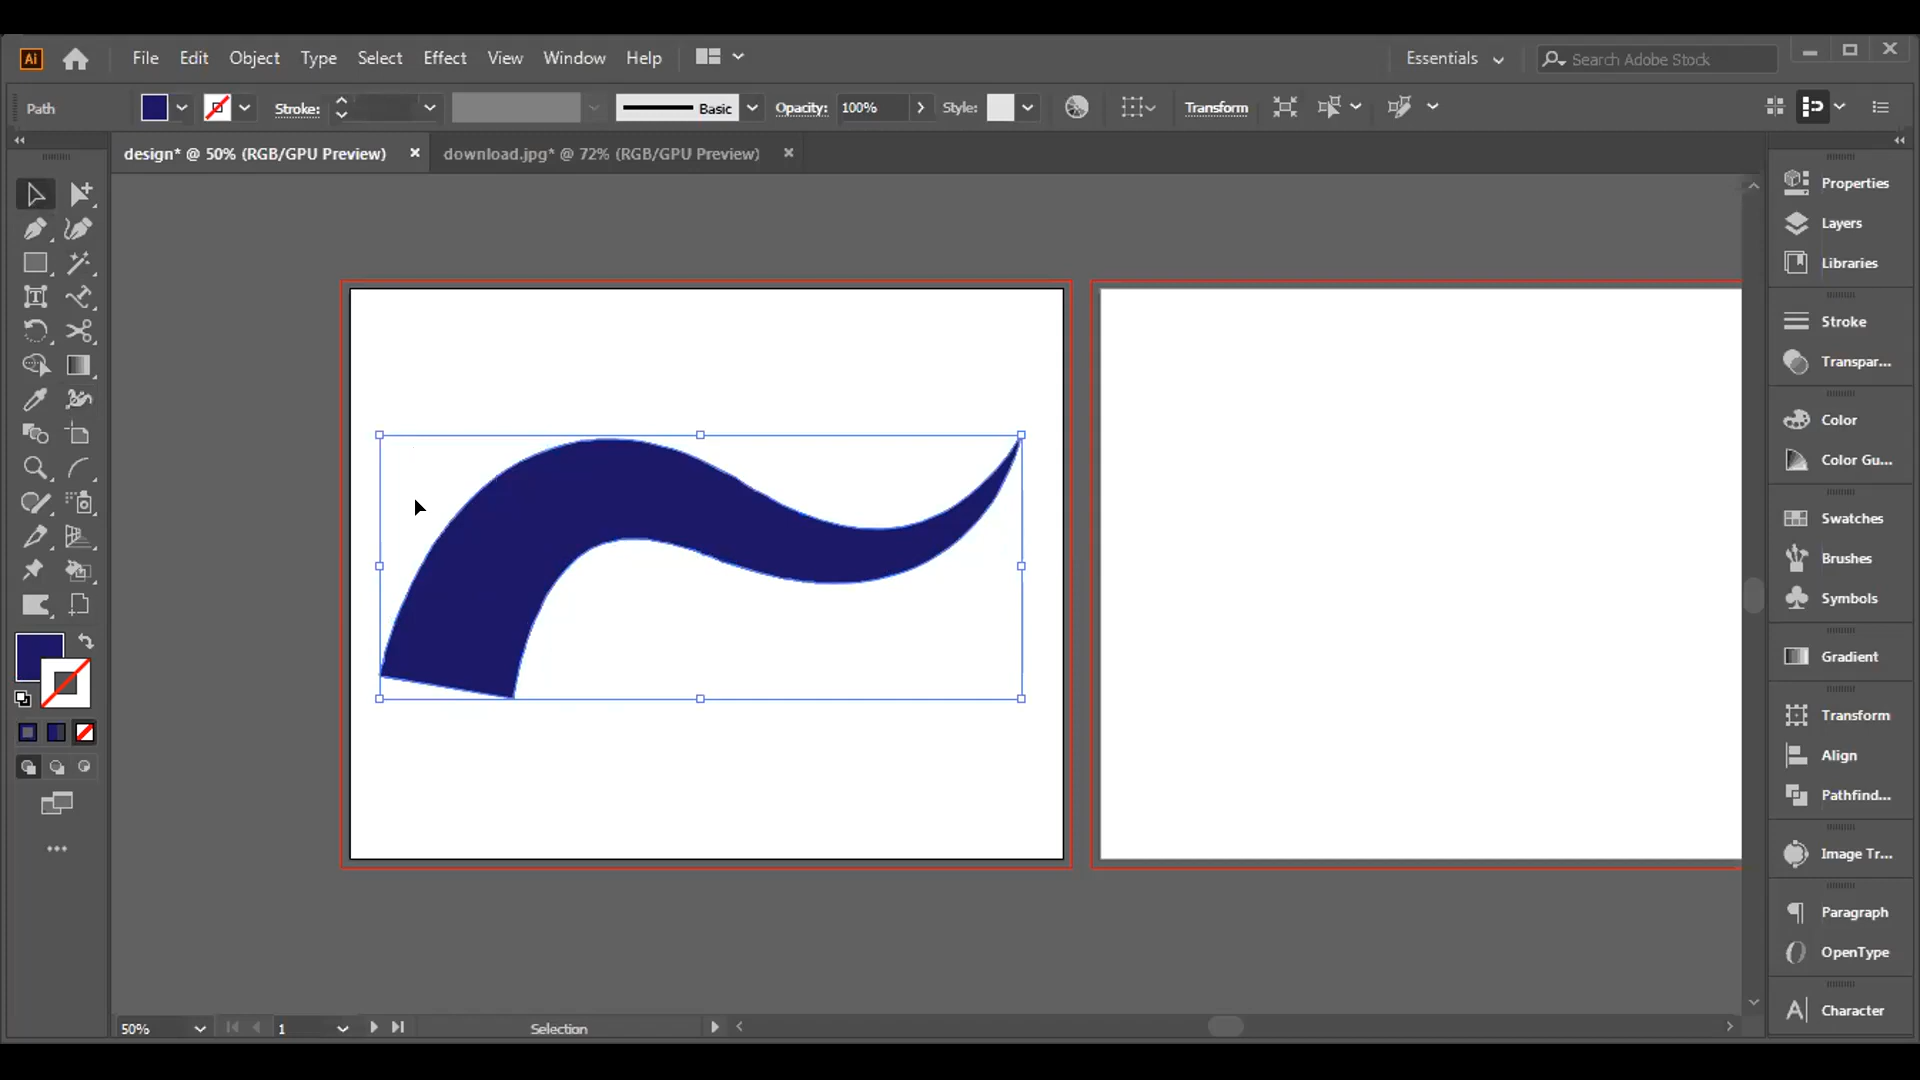 Ai File Edit Object Type Select Effect View Window Help Essentials Search Adobe Stock
Path Stroke: Basic Opacity: 100% Style: Transform
design* @ 50% (RGB/GPU Preview) × download.jpg* @ 72% (RGB/GPU Preview) ×
Properties
Layers
Libraries
Stroke
Transpar...
Color
Color Gu...
Swatches
Brushes
Symbols
Gradient
Transform
Align
Pathfind...
Image Tr...
Paragraph
OpenType
Character
50% 1 Selection